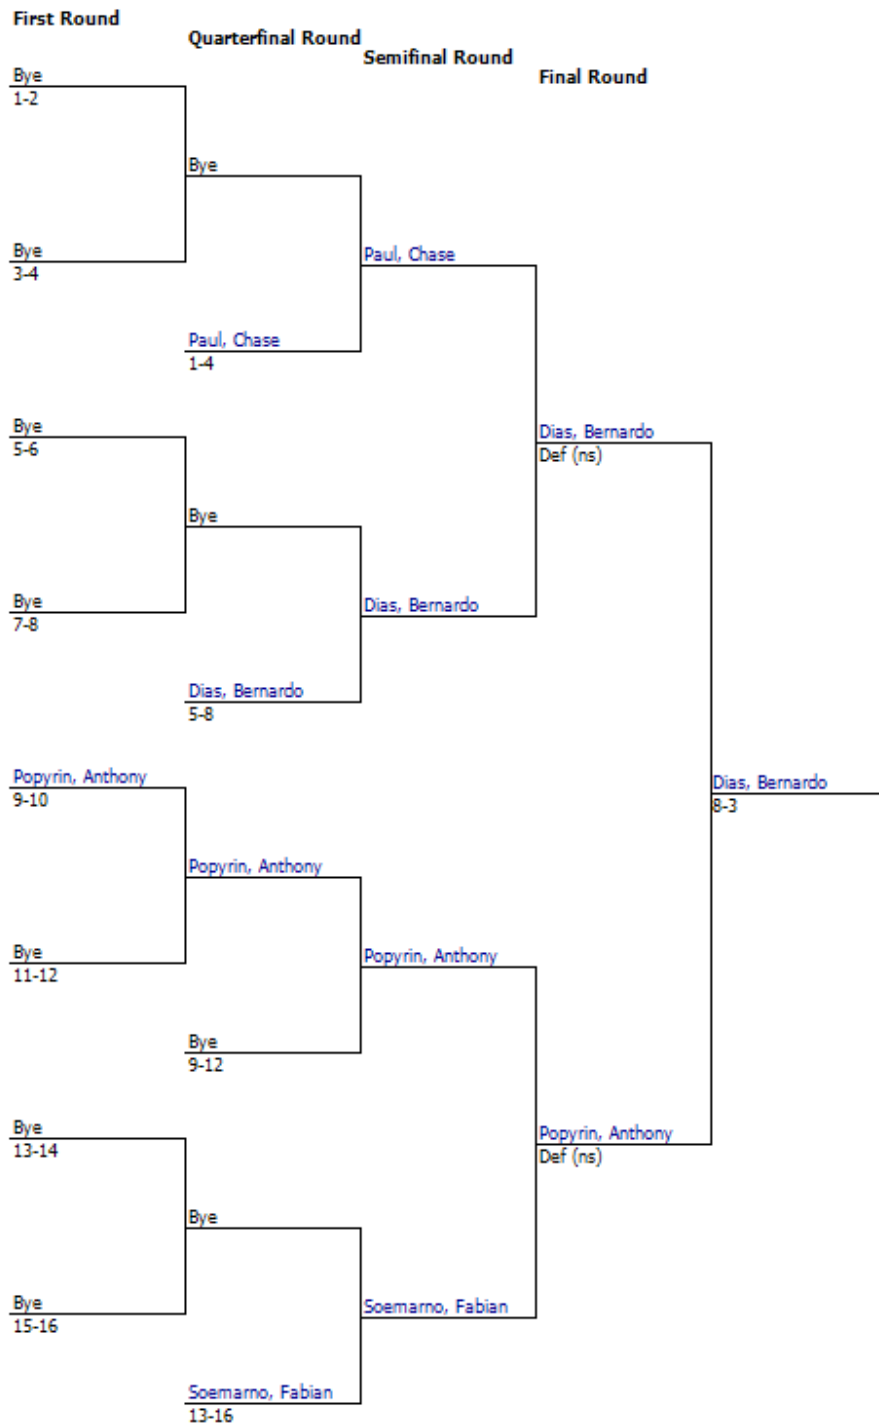 First Round
Quarterfinal Round
Semifinal Round
Final Round
Bye
1-2
Bye
Bye
3-4
Paul, Chase
Paul, Chase
1-4
Bye
5-6
Dias, Bernardo
Def (ns)
Bye
Bye
7-8
Dias, Bernardo
Dias, Bernardo
5-8
Popyrin, Anthony
9-10
Dias, Bernardo
8-3
Popyrin, Anthony
Bye
11-12
Popyrin, Anthony
Bye
9-12
Bye
13-14
Popyrin, Anthony
Def (ns)
Bye
Bye
15-16
Soemarno, Fabian
Soemarno, Fabian
13-16